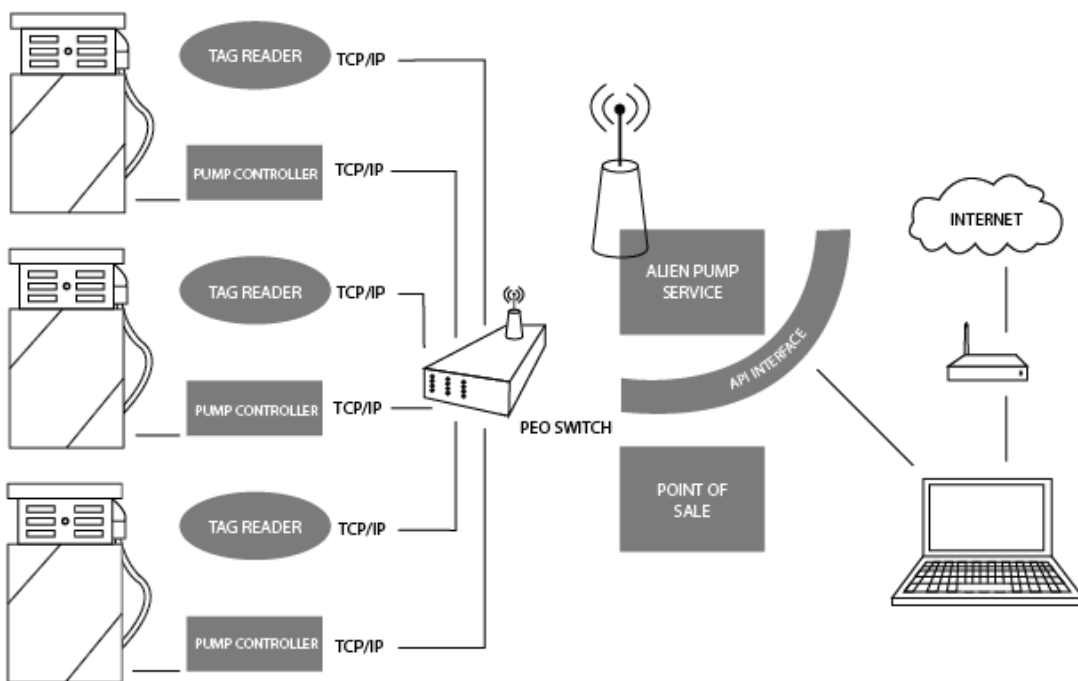 TAG READER
TCP/IP
PUMP CONTROLLER
TCP/IP
TAG READER
TCP/IP
PUMP CONTROLLER
TCP/IP
TAG READER
TCP/IP
PUMP CONTROLLER
TCP/IP
PEO SWITCH
ALIEN PUMP
SERVICE
API INTERFACE
POINT OF
SALE
INTERNET